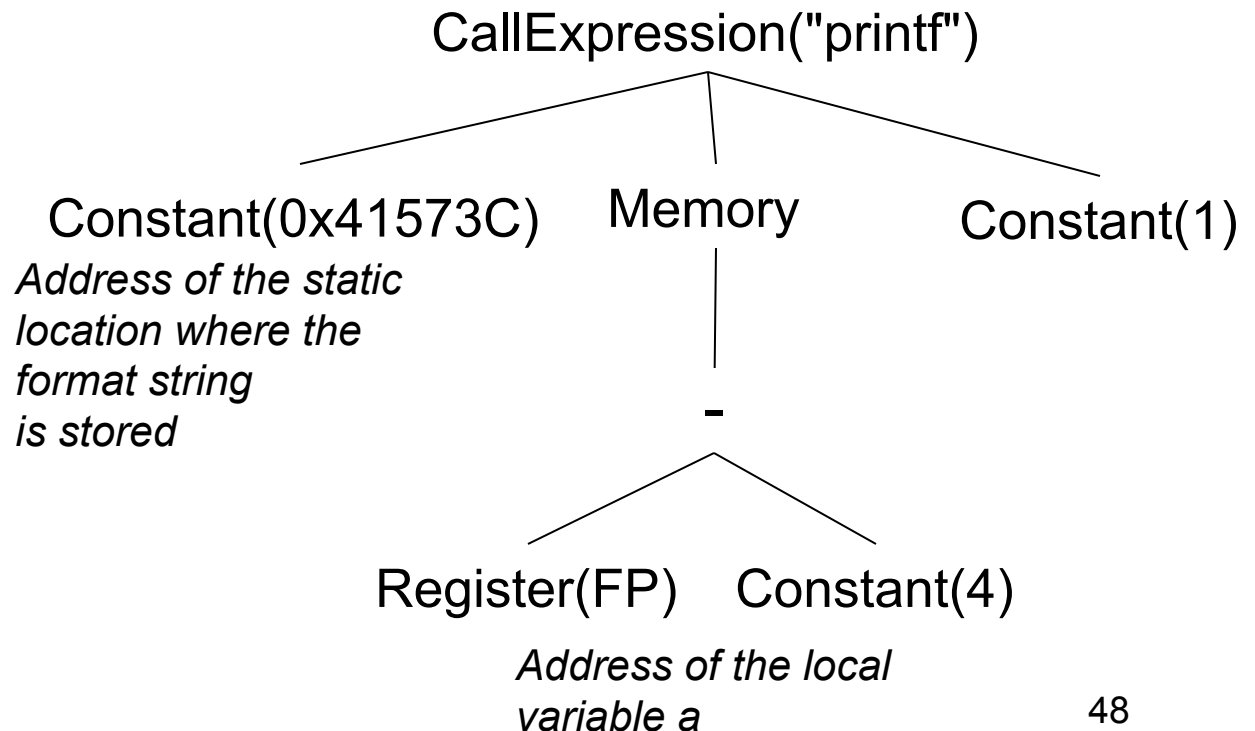 CallExpression("printf")
Constant(0x41573C) Memory Constant(1)
Address of the static
location where the
format string
is stored
-
Register(FP) Constant(4)
Address of the local
variable a
48